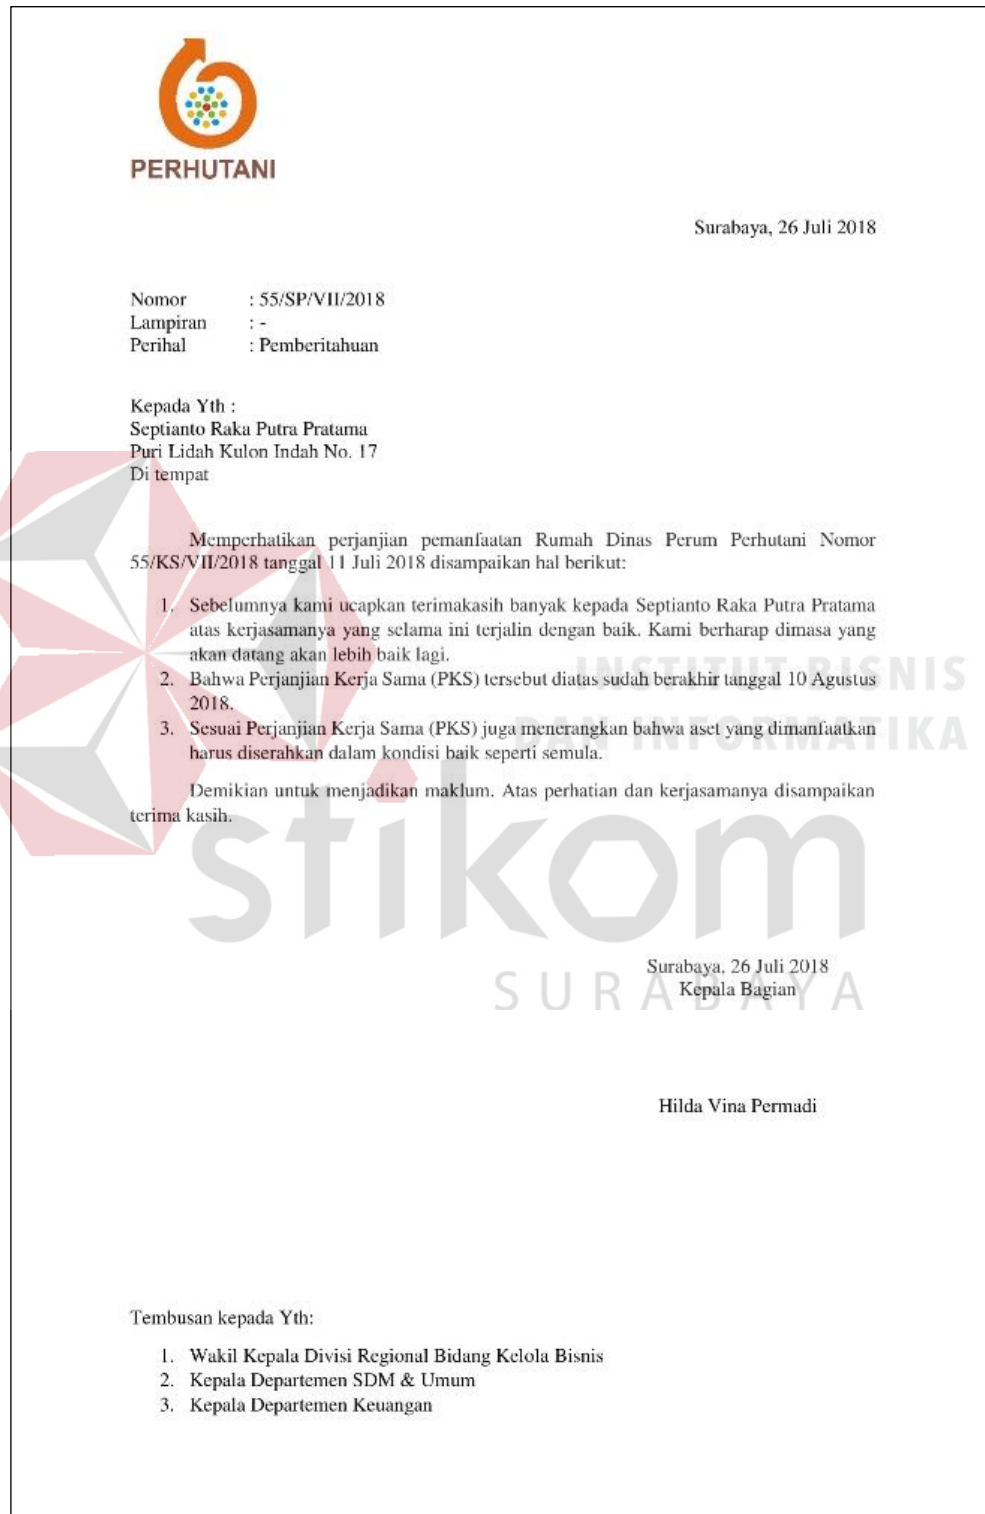 PERHUTANI
Surabaya, 26 Juli 2018
Nomor : 55/SP/VII/2018
Lampiran : -
Perihal : Pemberitahuan
Kepada Yth :
Septianto Raka Putra Pratama
Puri Lidah Kulon Indah No. 17
Di tempat
Memperhatikan perjanjian pemanfaatan Rumah Dinas Perum Perhutani Nomor
55/KS/VII/2018 tanggal 11 Juli 2018 disampaikan hal berikut:
1. Sebelumnya kami ucapkan terimakasih banyak kepada Septianto Raka Putra Pratama
atas kerjasamanya yang selama ini terjalin dengan baik. Kami berharap dimasa yang
akan datang akan lebih baik lagi.
2. Bahwa Perjanjian Kerja Sama (PKS) tersebut diatas sudah berakhir tanggal 10 Agustus
2018.
3. Sesuai Perjanjian Kerja Sama (PKS) juga menerangkan bahwa aset yang dimanfaatkan
harus diserahkan dalam kondisi baik seperti semula.
Demikian untuk menjadikan maklum. Atas perhatian dan kerjasamanya disampaikan
terima kasih.
INSTITUT BISNIS
DAN INFORMATIKA
stikom
SURABAYA
Surabaya, 26 Juli 2018
Kepala Bagian
Hilda Vina Permadi
Tembusan kepada Yth:
1. Wakil Kepala Divisi Regional Bidang Kelola Bisnis
2. Kepala Departemen SDM & Umum
3. Kepala Departemen Keuangan